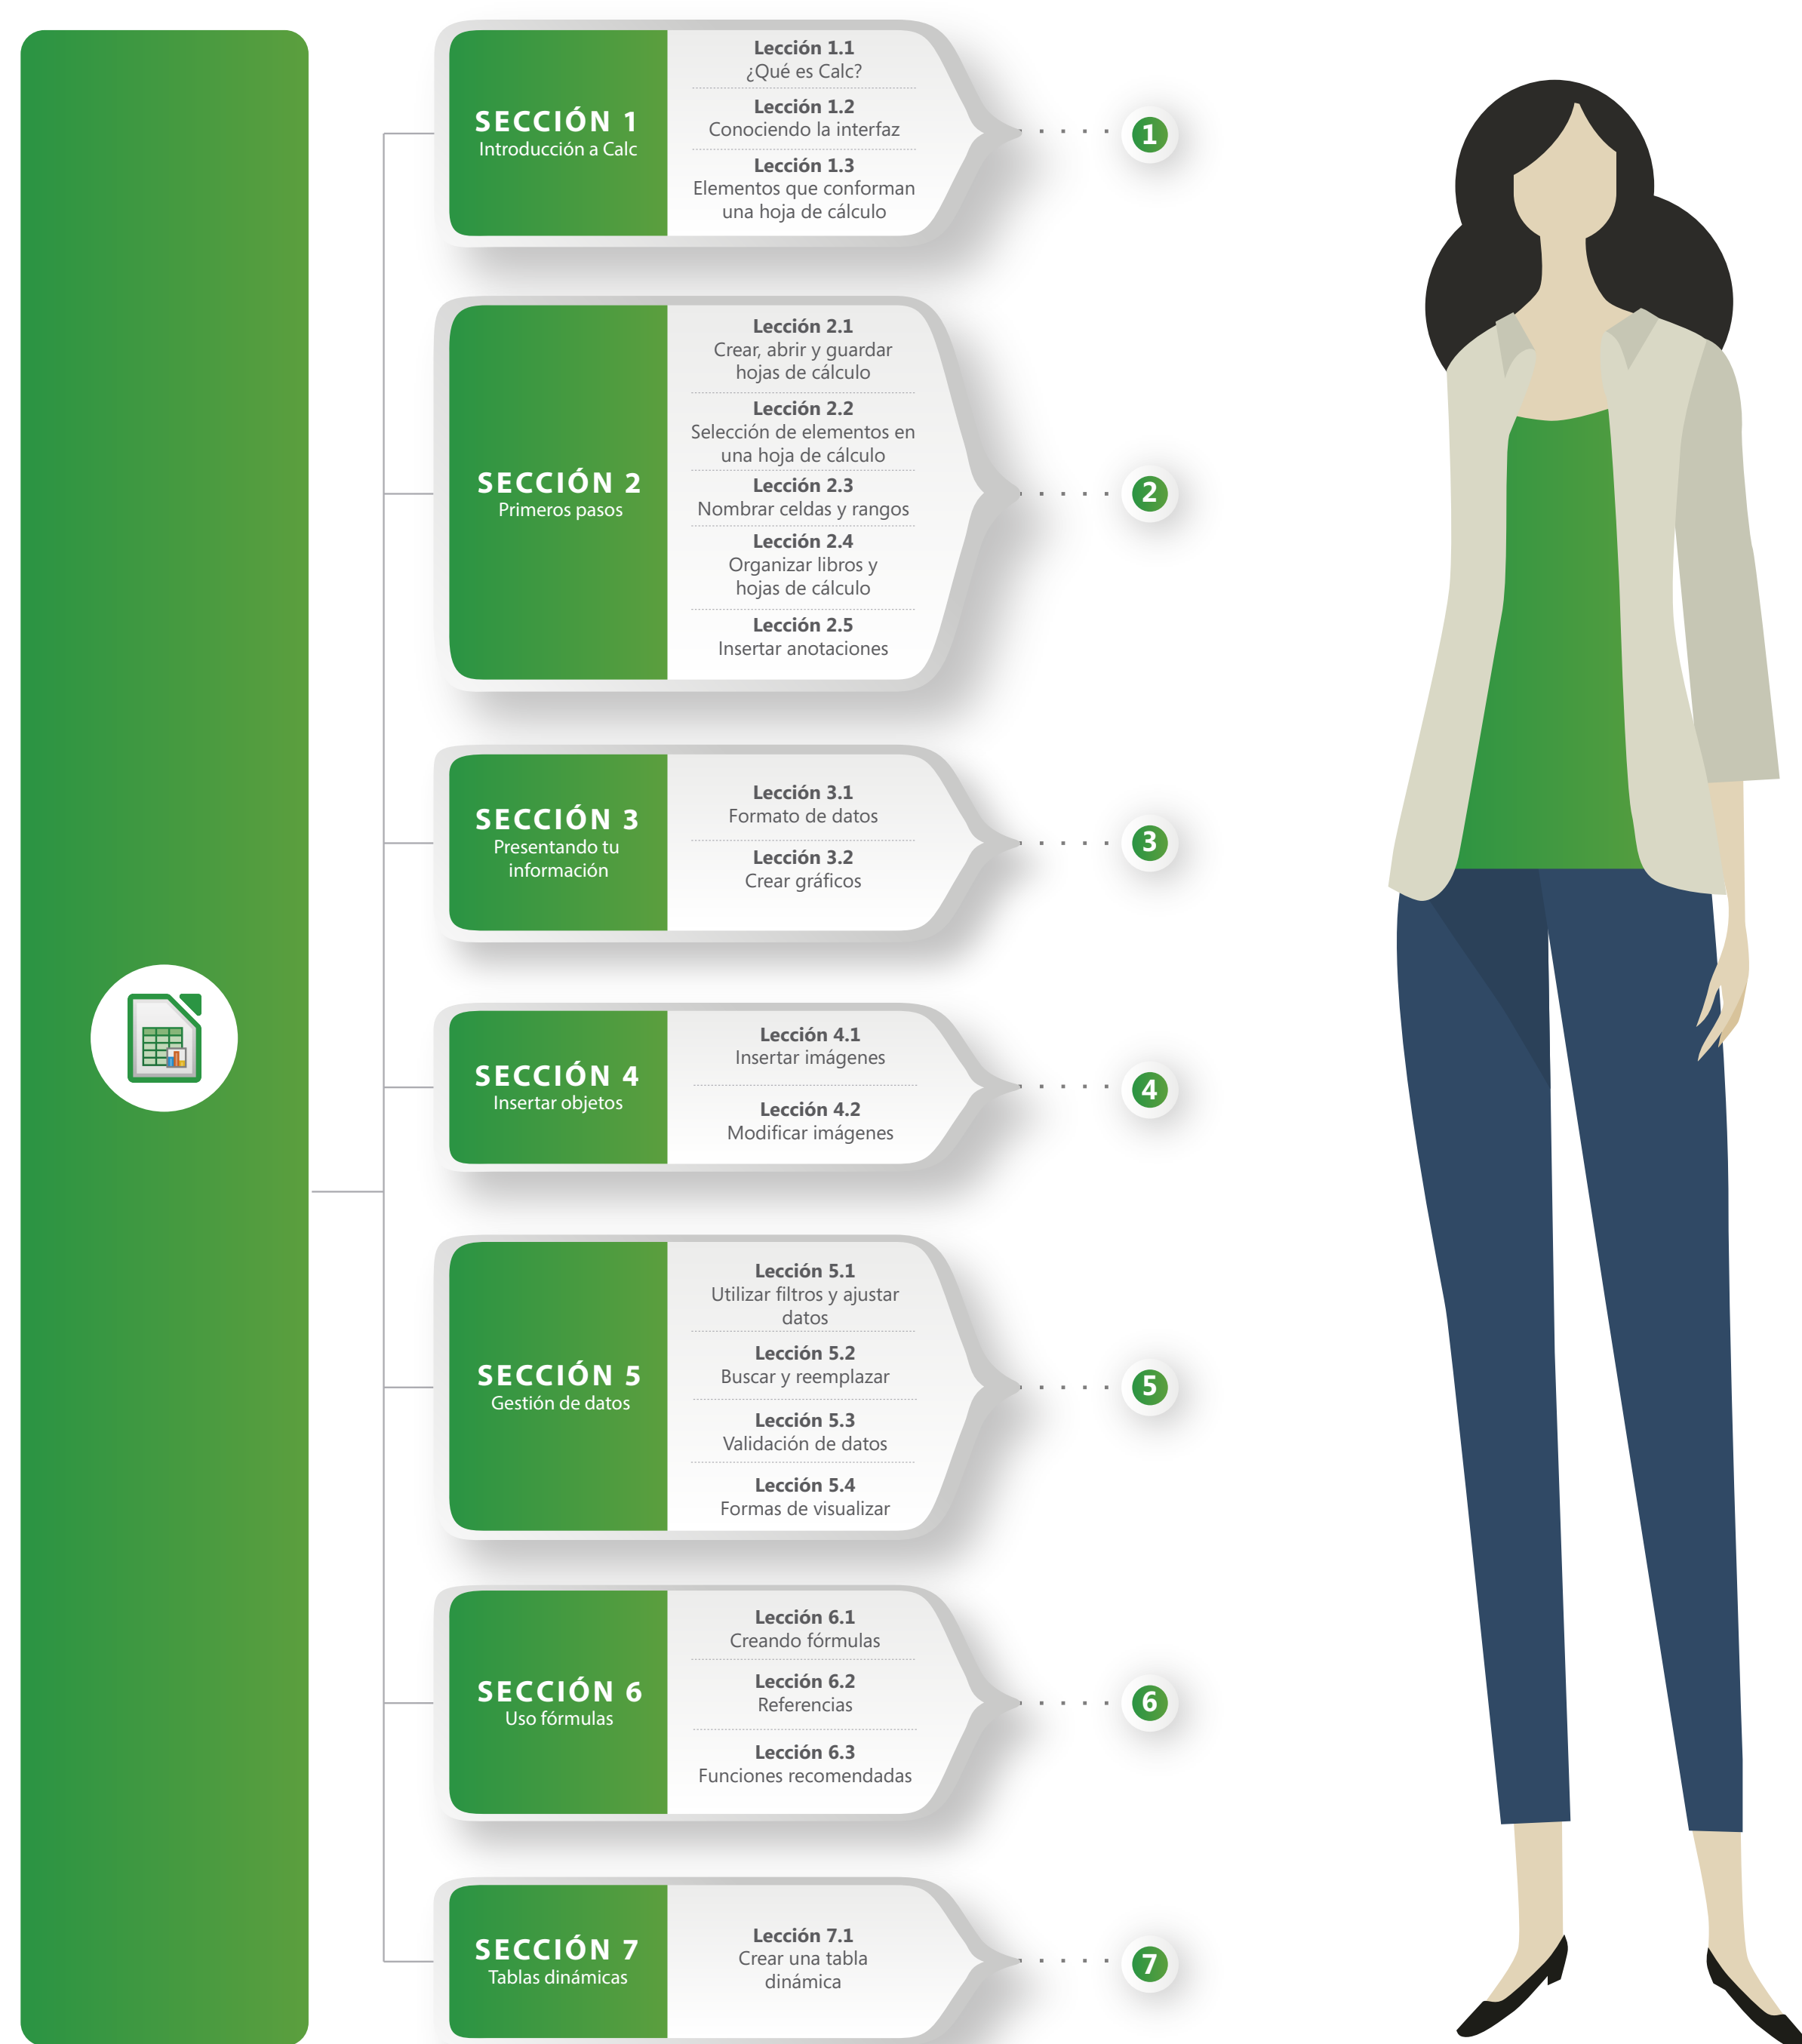 SECCIÓN 1
Introducción a Calc
Lección 1.1
¿Qué es Calc?
Lección 1.2
Conociendo la interfaz
Lección 1.3
Elementos que conforman
una hoja de cálculo
1
SECCIÓN 2
Primeros pasos
Lección 2.1
Crear, abrir y guardar
hojas de cálculo
Lección 2.2
Selección de elementos en
una hoja de cálculo
Lección 2.3
Nombrar celdas y rangos
Lección 2.4
Organizar libros y
hojas de cálculo
Lección 2.5
Insertar anotaciones
2
SECCIÓN 3
Presentando tu
información
Lección 3.1
Formato de datos
Lección 3.2
Crear gráficos
3
SECCIÓN 4
Insertar objetos
Lección 4.1
Insertar imágenes
Lección 4.2
Modificar imágenes
4
SECCIÓN 5
Gestión de datos
Lección 5.1
Utilizar filtros y ajustar
datos
Lección 5.2
Buscar y reemplazar
Lección 5.3
Validación de datos
Lección 5.4
Formas de visualizar
5
SECCIÓN 6
Uso fórmulas
Lección 6.1
Creando fórmulas
Lección 6.2
Referencias
Lección 6.3
Funciones recomendadas
6
SECCIÓN 7
Tablas dinámicas
Lección 7.1
Crear una tabla
dinámica
7